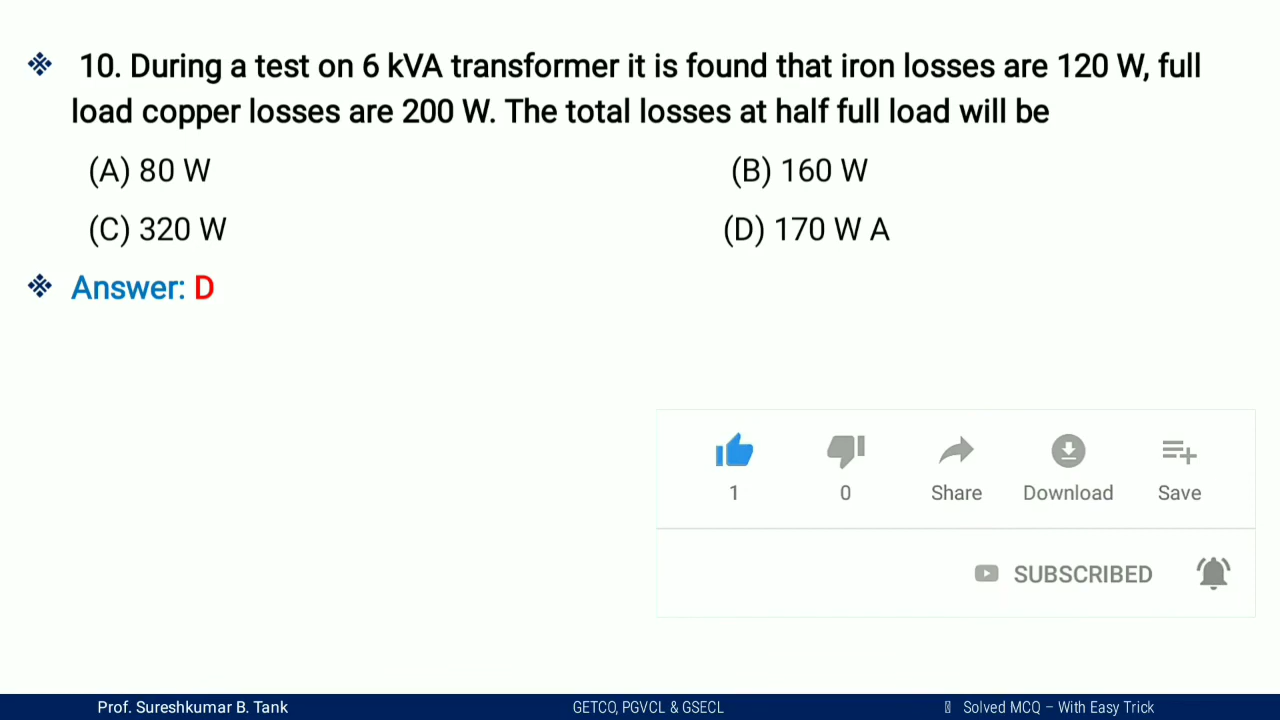 10. During a test on 6 kVA transformer it is found that iron losses are 120 W, full
load copper losses are 200 W. The total losses at half full load will be
(A) 80 W (B) 160 W
(C) 320 W (D) 170 W A
Answer: D
1 0 Share Download Save
SUBSCRIBED
Prof. Sureshkumar B. Tank GETCO, PGVCL & GSECL Solved MCQ – With Easy Trick